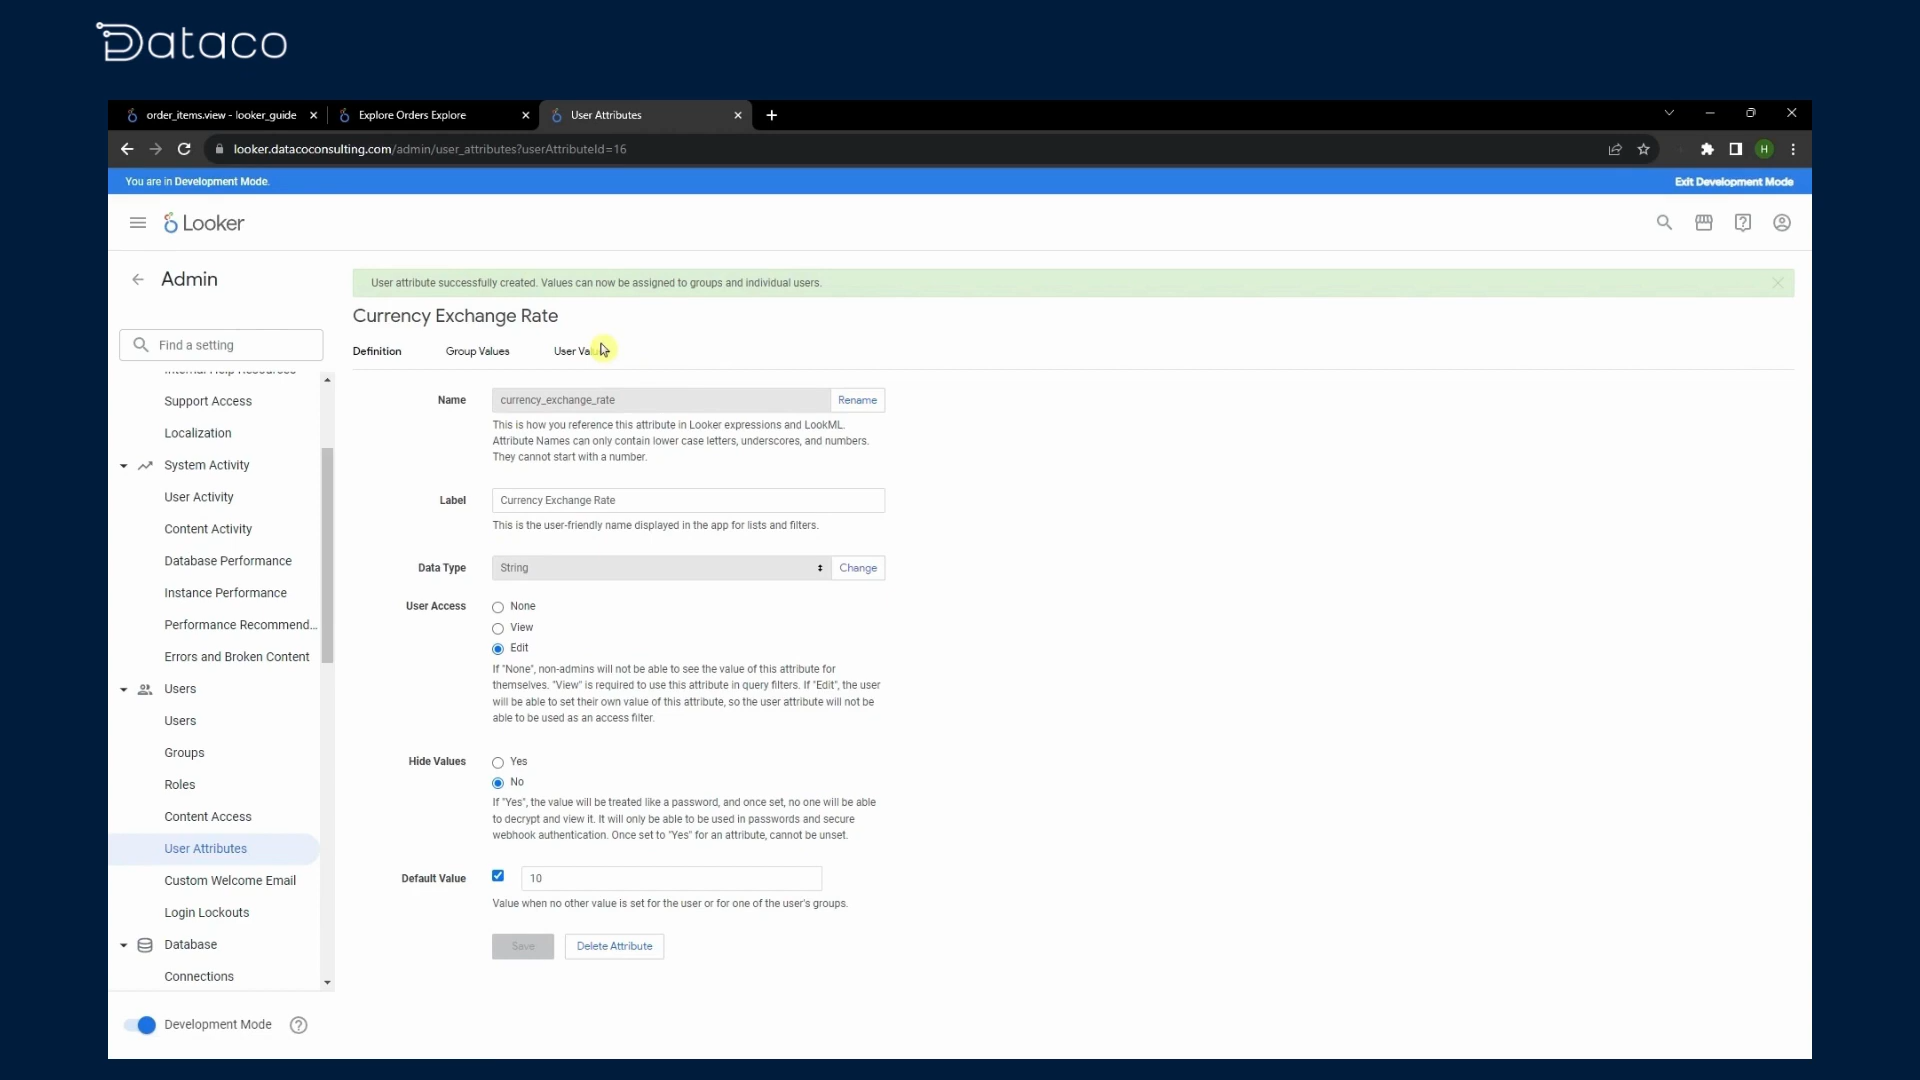 Dataco
order_items.view - looker_guide
Explore Orders Explore
User Attributes
looker.datacoconsulting.com/admin/user_attributes?userAttributeId=16
H
You are in Development Mode.
Exit Development Mode
Looker
Admin
User attribute successfully created. Values can now be assigned to groups and individual users.
Currency Exchange Rate
Find a setting
Definition
Group Values
User
Support Access
Localization
System Activity
User Activity
Content Activity
Database Performance
Instance Performance
Performance Recommend...
Errors and Broken Content
Users
Users
Groups
Roles
Content Access
User Attributes
Custom Welcome Email
Login Lockouts
Database
Connections
Development Mode
Name
currency_exchange_rate
Rename
This is how you reference this attribute in Looker expressions and LookML.
Attribute Names can only contain lower case letters, underscores, and numbers.
They cannot start with a number.
Label
Currency Exchange Rate
This is the user-friendly name displayed in the app for lists and filters.
Data Type
String
Change
User Access
None
View
Edit
If "None", non-admins will not be able to see the value of this attribute for
themselves. "View" is required to use this attribute in query filters. If "Edit", the user
will be able to set their own value of this attribute, so the user attribute will not be
able to be used as an access filter.
Hide Values
Yes
No
If "Yes", the value will be treated like a password, and once set, no one will be able
to decrypt and view it. It will only be able to be used in passwords and secure
webhook authentication. Once set to "Yes" for an attribute, cannot be unset.
Default Value
10
Value when no other value is set for the user or for one of the user's groups.
Save
Delete Attribute